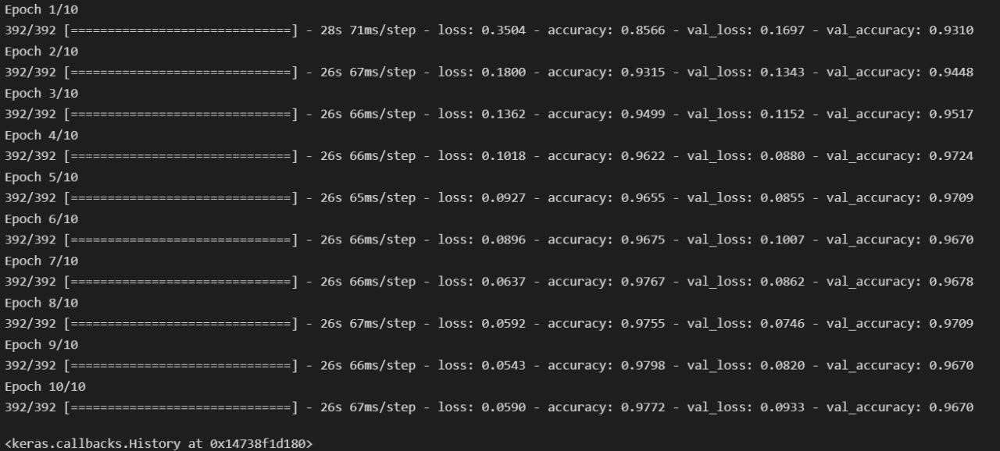 Epoch 1/10
392/392 [==============================] - 28s 71ms/step - loss: 0.3504 - accuracy: 0.8566 - val_loss: 0.1697 - val_accuracy: 0.9310
Epoch 2/10
392/392 [==============================] - 26s 67ms/step - loss: 0.1800 - accuracy: 0.9315 - val_loss: 0.1343 - val_accuracy: 0.9448
Epoch 3/10
392/392 [==============================] - 26s 66ms/step - loss: 0.1362 - accuracy: 0.9499 - val_loss: 0.1152 - val_accuracy: 0.9517
Epoch 4/10
392/392 [==============================] - 26s 66ms/step - loss: 0.1018 - accuracy: 0.9622 - val_loss: 0.0880 - val_accuracy: 0.9724
Epoch 5/10
392/392 [==============================] - 26s 65ms/step - loss: 0.0927 - accuracy: 0.9655 - val_loss: 0.0855 - val_accuracy: 0.9709
Epoch 6/10
392/392 [==============================] - 26s 66ms/step - loss: 0.0896 - accuracy: 0.9675 - val_loss: 0.1007 - val_accuracy: 0.9670
Epoch 7/10
392/392 [==============================] - 26s 66ms/step - loss: 0.0637 - accuracy: 0.9767 - val_loss: 0.0862 - val_accuracy: 0.9678
Epoch 8/10
392/392 [==============================] - 26s 67ms/step - loss: 0.0592 - accuracy: 0.9755 - val_loss: 0.0746 - val_accuracy: 0.9709
Epoch 9/10
392/392 [==============================] - 26s 66ms/step - loss: 0.0543 - accuracy: 0.9798 - val_loss: 0.0820 - val_accuracy: 0.9670
Epoch 10/10
392/392 [==============================] - 26s 67ms/step - loss: 0.0590 - accuracy: 0.9772 - val_loss: 0.0933 - val_accuracy: 0.9670
<keras.callbacks.History at 0x14738f1d180>